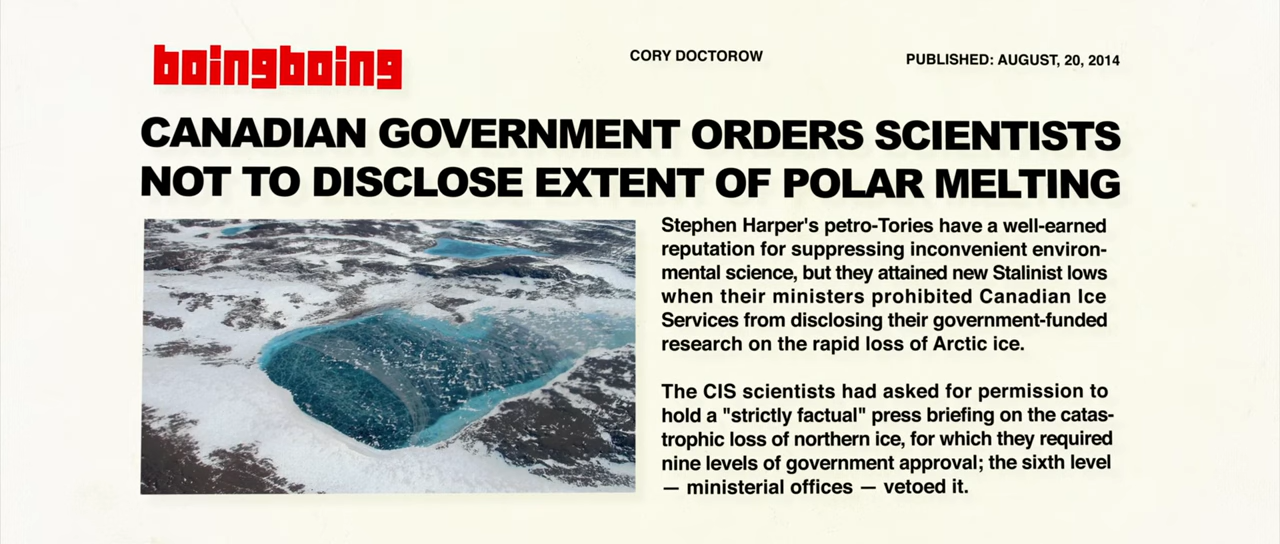 boingboing
CORY DOCTOROW
PUBLISHED: AUGUST, 20, 2014
CANADIAN GOVERNMENT ORDERS SCIENTISTS
NOT TO DISCLOSE EXTENT OF POLAR MELTING
Stephen Harper's petro-Tories have a well-earned
reputation for suppressing inconvenient environ-
mental science, but they attained new Stalinist lows
when their ministers prohibited Canadian Ice
Services from disclosing their government-funded
research on the rapid loss of Arctic ice.
The CIS scientists had asked for permission to
hold a "strictly factual" press briefing on the catas-
trophic loss of northern ice, for which they required
nine levels of government approval; the sixth level
— ministerial offices — vetoed it.